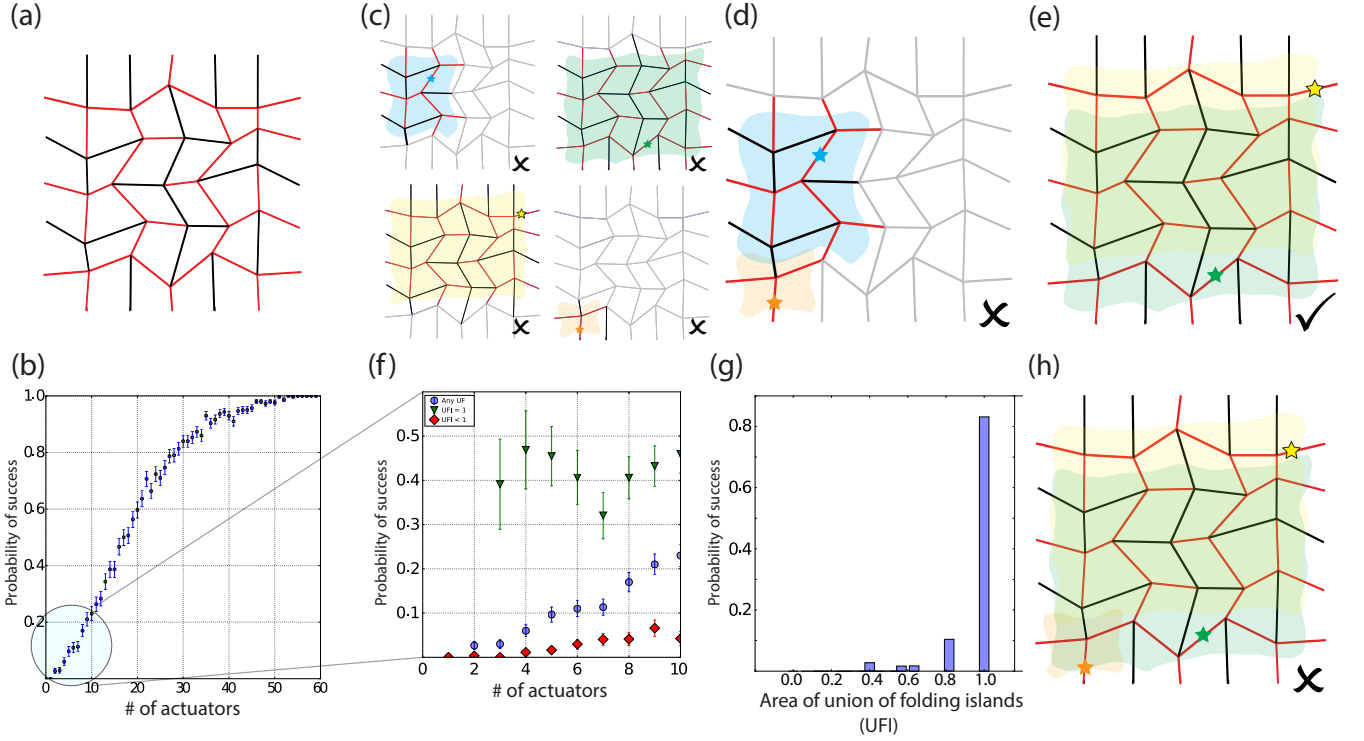 (a)
(c)
(d)
(e)
(b)
Probability of success
1.0
0.8
0.6
0.4
0.2
0
10
20
30
40
50
60
# of actuators
(f)
Any UF
UFI = 1
UFI < 1
Probability of success
0.5
0.4
0.3
0.2
0.1
0
2
4
6
8
10
# of actuators
(g)
Probability of success
0.8
0.6
0.4
0.2
0.0
0.2
0.4
0.6
0.8
1.0
Area of union of folding islands
(UFI)
(h)